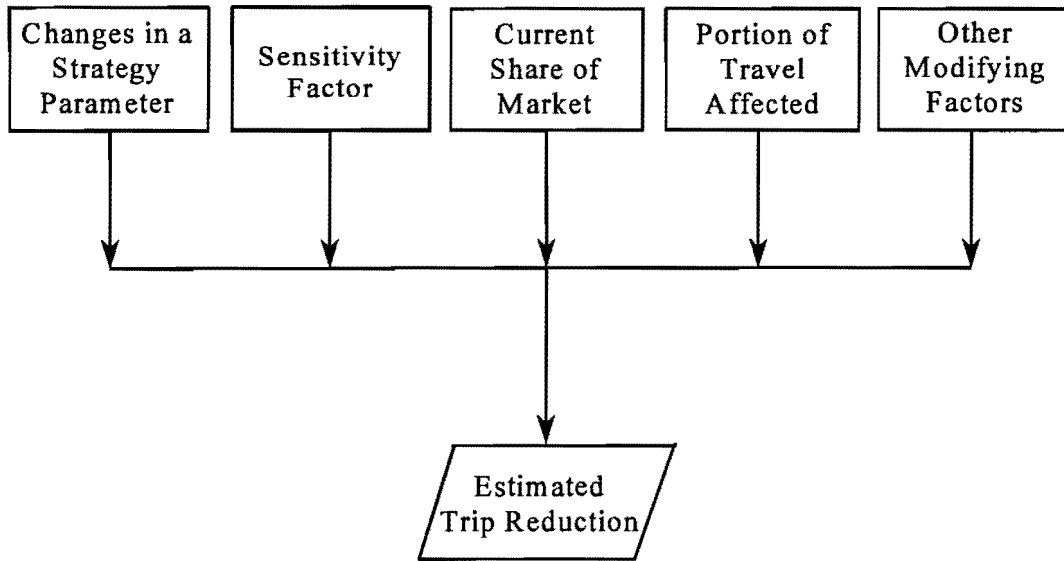 Changes in a
Strategy
Parameter
Sensitivity
Factor
Current
Share of
Market
Portion of
Travel
Affected
Other
Modifying
Factors
Estimated
Trip Reduction